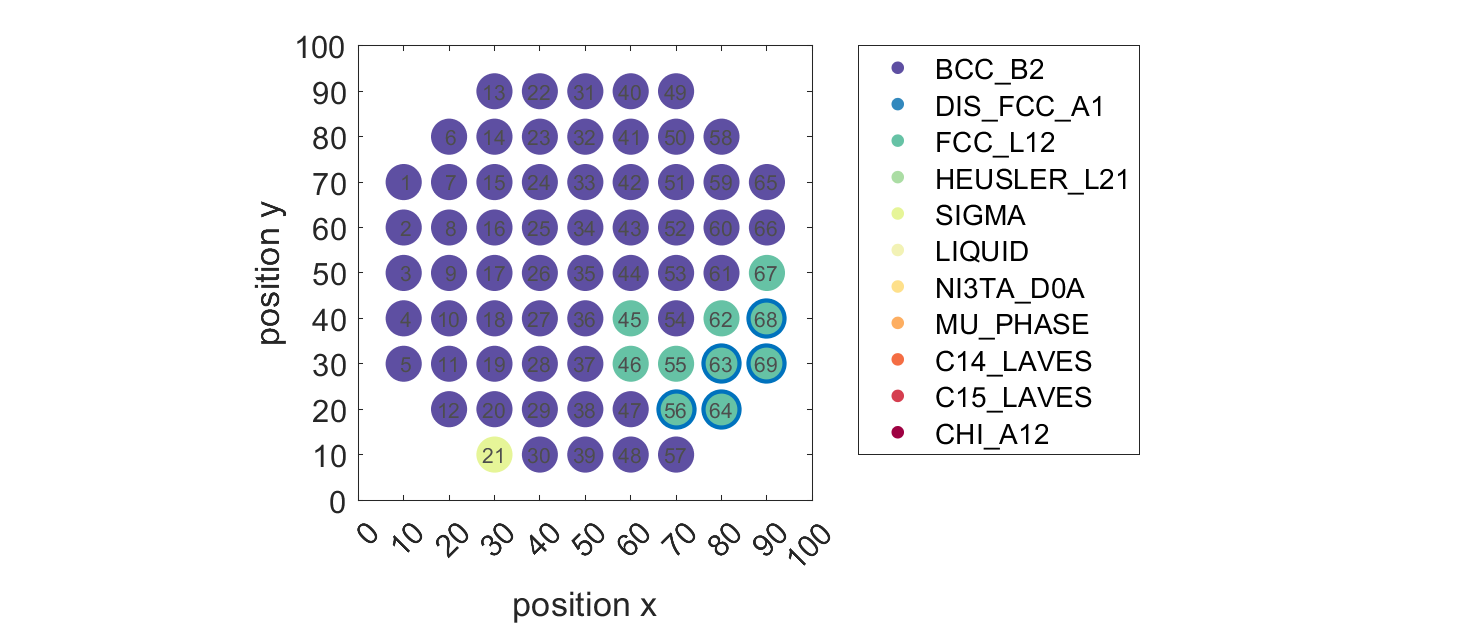 100
90
80
70
60
50
40
30
20
10
0
position y
13 22 31 40 49
6 14 23 32 41 50 58
1 7 15 24 33 42 51 59 65
2 8 16 25 34 43 52 60 66
3 9 17 26 35 44 53 61 67
4 10 18 27 36 45 54 62 68
5 11 19 28 37 46 55 63 69
12 20 29 38 47 56 64
21 30 39 48 57
0 10 20 30 40 50 60 70 80 90 100
position x
BCC_B2
DIS_FCC_A1
FCC_L12
HEUSLER_L21
SIGMA
LIQUID
NI3TA_D0A
MU_PHASE
C14_LAVES
C15_LAVES
CHI_A12